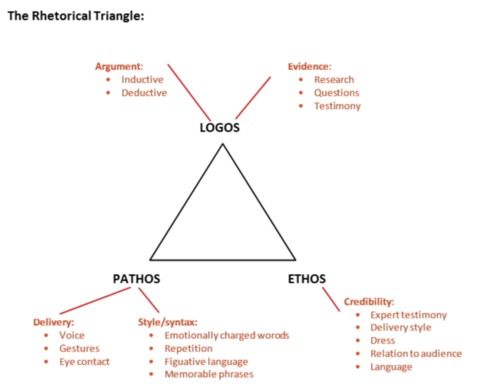 The Rhetorical Triangle:
Argument:
• Inductive
• Deductive
Evidence:
• Research
• Questions
• Testimony
LOGOS
PATHOS
ETHOS
Delivery:
• Voice
• Gestures
• Eye contact
Style/syntax:
• Emotionally charged worods
• Repetition
• Figuative language
• Memorable phrases
Credibility:
• Expert testimony
• Delivery style
• Dress
• Relation to audience
• Language